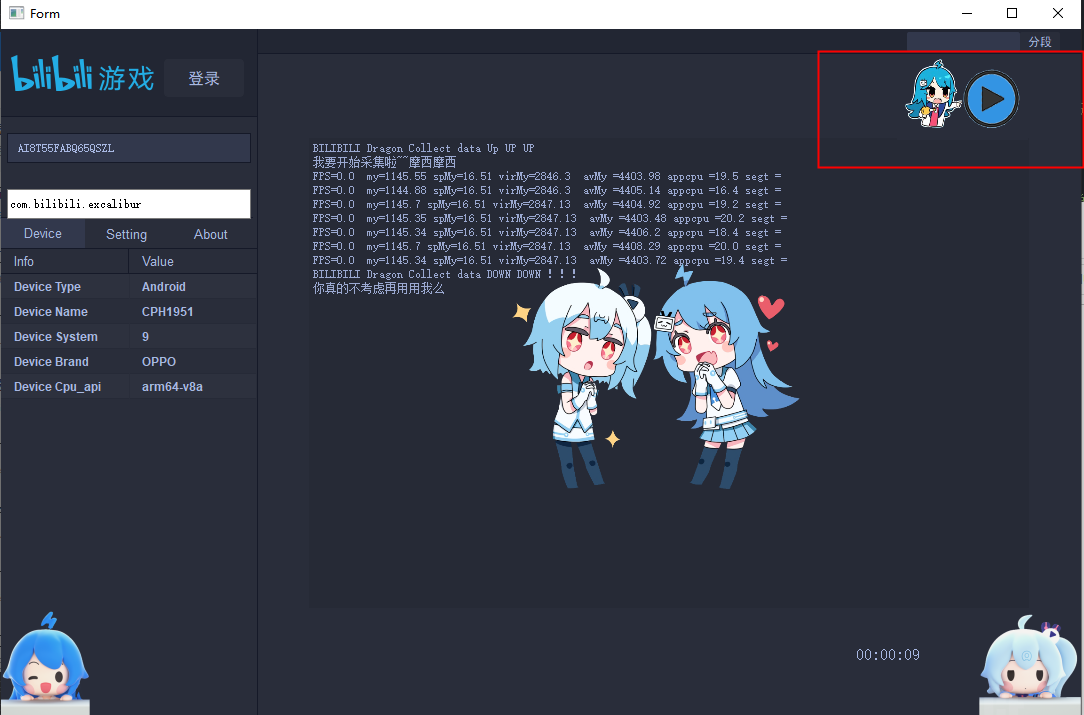 Form
分段
bilibili 游戏
登录
AI8T55FABQ65QSZL
com.bilibili.excalibur
Device Setting About
Info Value
Device Type Android
Device Name CPH1951
Device System 9
Device Brand OPPO
Device Cpu_api arm64-v8a
BILIBILI Dragon Collect data Up UP UP
我要开始采集啦~~摩西摩西
FPS=0.0 my=1145.55 spMy=16.51 virMy=2846.3 avMy =4403.98 appcpu =19.5 segt =
FPS=0.0 my=1144.88 spMy=16.51 virMy=2846.3 avMy =4405.14 appcpu =16.4 segt =
FPS=0.0 my=1145.7 spMy=16.51 virMy=2847.13 avMy =4404.92 appcpu =19.2 segt =
FPS=0.0 my=1145.35 spMy=16.51 virMy=2847.13 avMy =4403.48 appcpu =20.2 segt =
FPS=0.0 my=1145.34 spMy=16.51 virMy=2847.13 avMy =4406.2 appcpu =18.4 segt =
FPS=0.0 my=1145.7 spMy=16.51 virMy=2847.13 avMy =4408.29 appcpu =20.0 segt =
FPS=0.0 my=1145.34 spMy=16.51 virMy=2847.13 avMy =4403.72 appcpu =19.4 segt =
BILIBILI Dragon Collect data DOWN DOWN ! ! !
你真的不考虑再用用我么
00:00:09